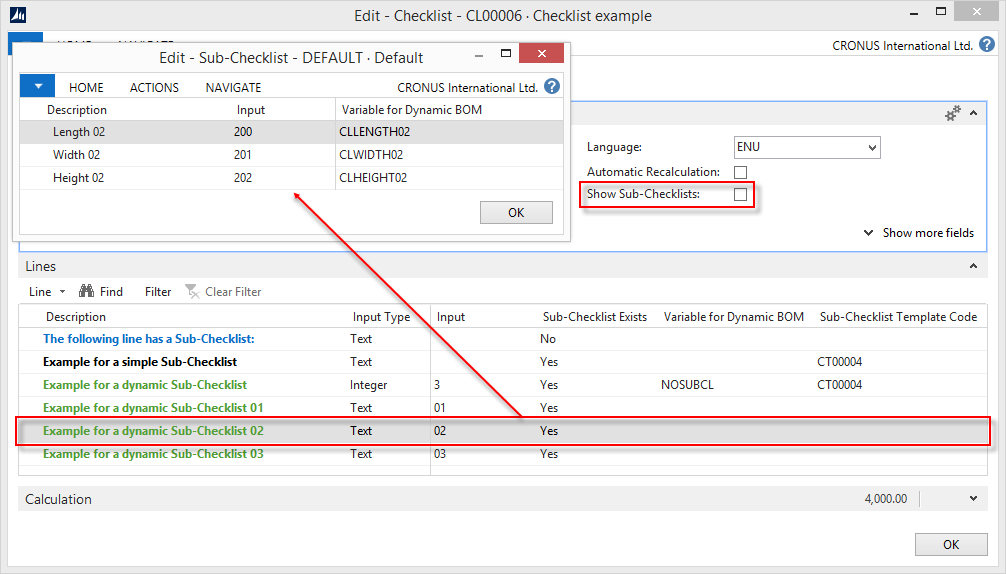 Edit - Checklist - CL00006 · Checklist example
CRONUS International Ltd. ?
Edit - Sub-Checklist - DEFAULT · Default
HOME ACTIONS NAVIGATE CRONUS International Ltd. ?
Description Input Variable for Dynamic BOM
Length 02 200 CLLENGTH02
Width 02 201 CLWIDTH02
Height 02 202 CLHEIGHT02
OK
Language: ENU
Automatic Recalculation:
Show Sub-Checklists:
Show more fields
Lines
Line Find Filter Clear Filter
Description Input Type Input Sub-Checklist Exists Variable for Dynamic BOM Sub-Checklist Template Code
The following line has a Sub-Checklist: Text No
Example for a simple Sub-Checklist Text Yes CT00004
Example for a dynamic Sub-Checklist Integer 3 Yes NOSUBCL CT00004
Example for a dynamic Sub-Checklist 01 Text 01 Yes
Example for a dynamic Sub-Checklist 02 Text 02 Yes
Example for a dynamic Sub-Checklist 03 Text 03 Yes
Calculation 4,000.00
OK